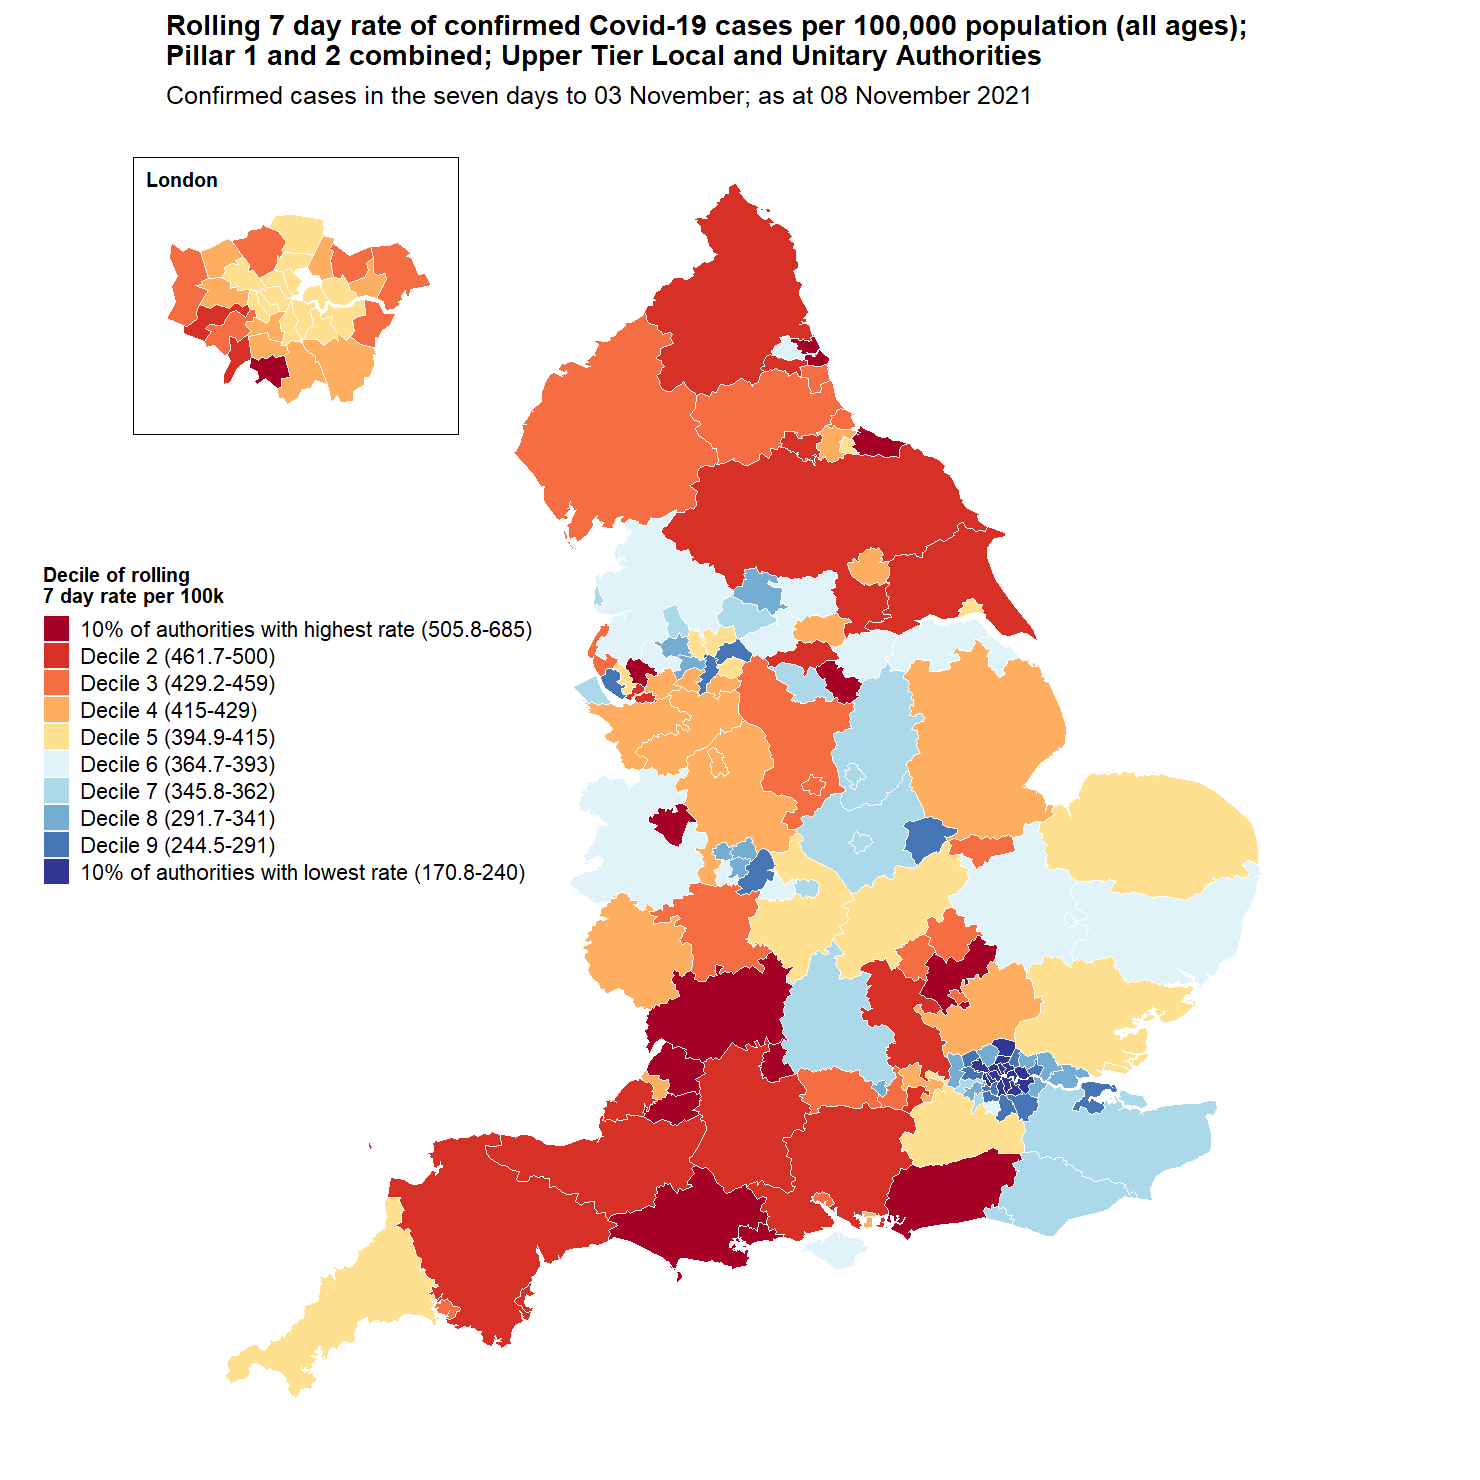 Rolling 7 day rate of confirmed Covid-19 cases per 100,000 population (all ages);
Pillar 1 and 2 combined; Upper Tier Local and Unitary Authorities
Confirmed cases in the seven days to 03 November; as at 08 November 2021
London
Decile of rolling
7 day rate per 100k
10% of authorities with highest rate (505.8-685)
Decile 2 (461.7-500)
Decile 3 (429.2-459)
Decile 4 (415-429)
Decile 5 (394.9-415)
Decile 6 (364.7-393)
Decile 7 (345.8-362)
Decile 8 (291.7-341)
Decile 9 (244.5-291)
10% of authorities with lowest rate (170.8-240)